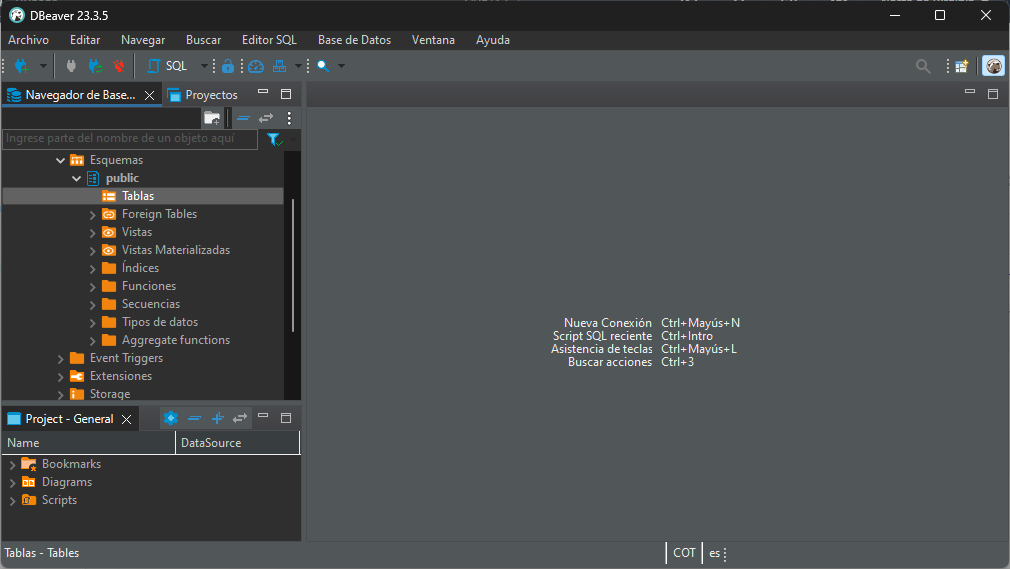 DBeaver 23.3.5
Archivo Editar Navegar Buscar Editor SQL Base de Datos Ventana Ayuda
SQL
Navegador de Base... Proyectos
Ingrese parte del nombre de un objeto aquí
Esquemas
public
Tablas
Foreign Tables
Vistas
Vistas Materializadas
Índices
Funciones
Secuencias
Tipos de datos
Aggregate functions
Event Triggers
Extensiones
Storage
Nueva Conexión Ctrl+Mayús+N
Script SQL reciente Ctrl+Intro
Asistencia de teclas Ctrl+Mayús+L
Buscar acciones Ctrl+3
Project - General
Name DataSource
Bookmarks
Diagrams
Scripts
Tablas - Tables COT es